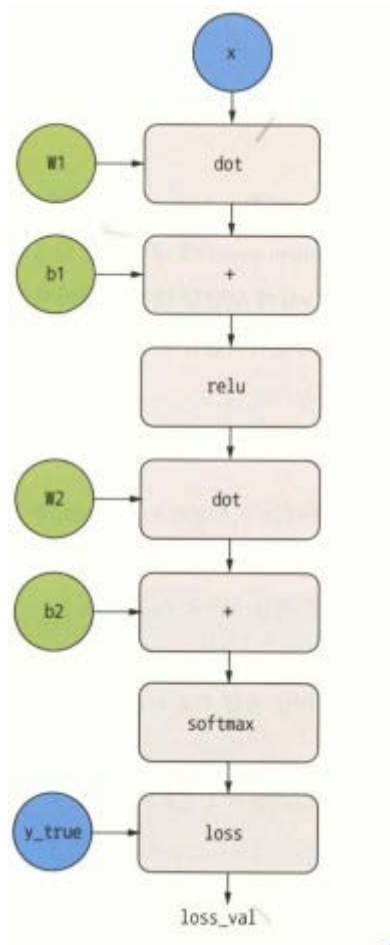 x
W1
dot
b1
+
relu
W2
dot
b2
+
softmax
y_true
loss
loss_val